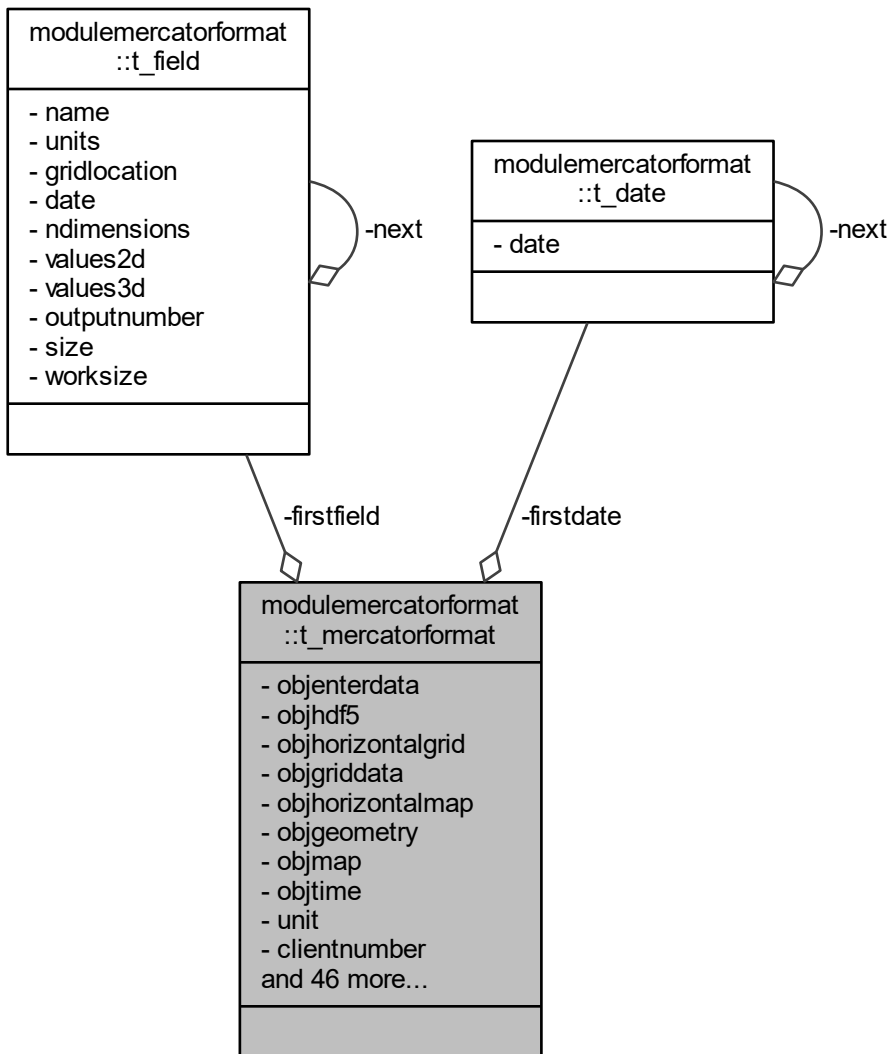 modulemercatorformat
::t_field
- name
- units
- gridlocation
- date
- ndimensions
- values2d
- values3d
- outputnumber
- size
- worksize
-next
modulemercatorformat
::t_date
- date
-next
-firstfield
-firstdate
modulemercatorformat
::t_mercatorformat
- objenterdata
- objhdf5
- objhorizontalgrid
- objgriddata
- objhorizontalmap
- objgeometry
- objmap
- objtime
- unit
- clientnumber
and 46 more...